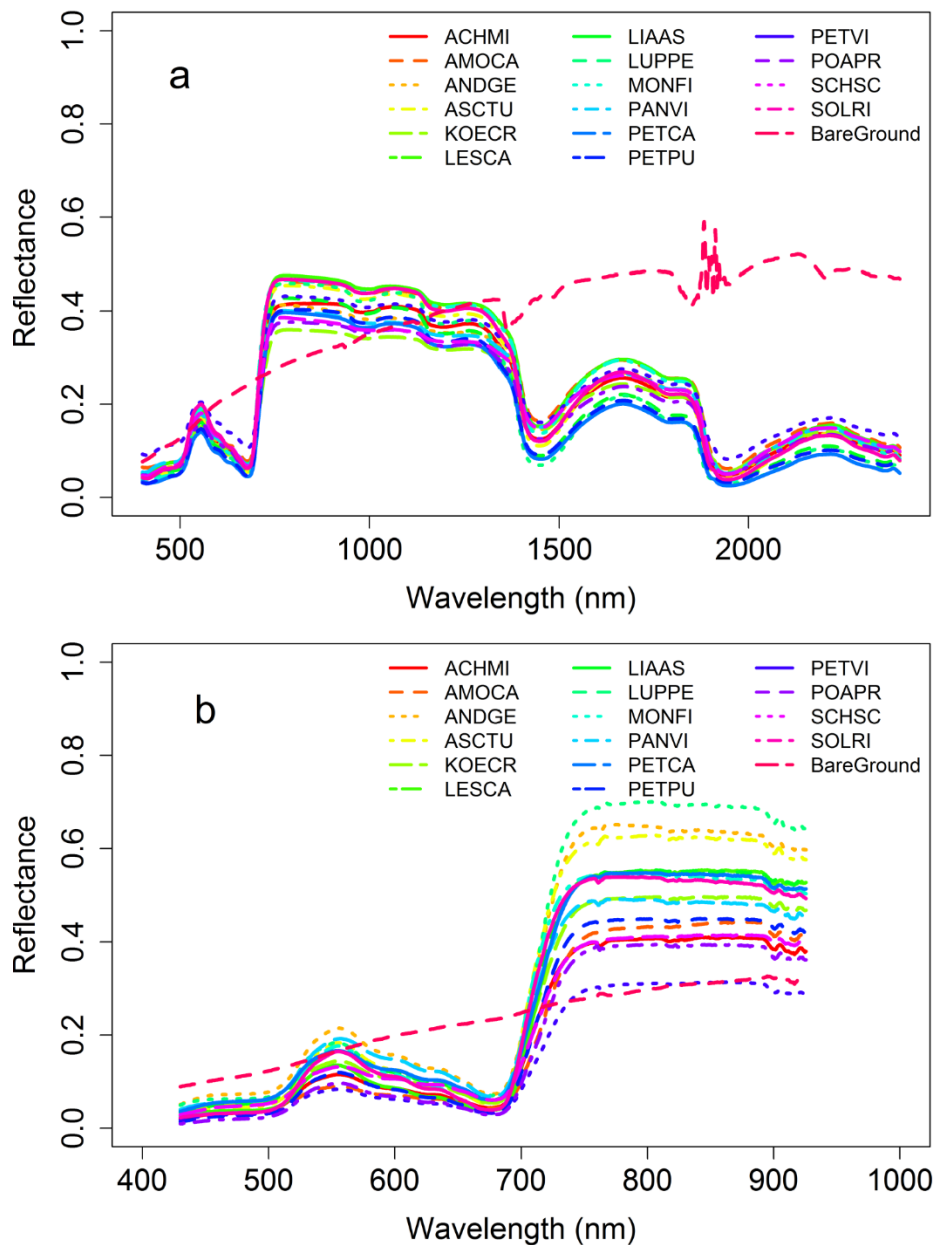 a
ACHMI LIAAS PETVI
AMOCA LUPPE POAPR
ANDGE MONFI SCHSC
ASCTU PANVI SOLRI
KOECR PETCA BareGround
LESCA PETPU
Reflectance
1.0
0.8
0.6
0.4
0.2
0.0
500 1000 1500 2000
Wavelength (nm)
b
ACHMI LIAAS PETVI
AMOCA LUPPE POAPR
ANDGE MONFI SCHSC
ASCTU PANVI SOLRI
KOECR PETCA BareGround
LESCA PETPU
Reflectance
1.0
0.8
0.6
0.4
0.2
0.0
400 500 600 700 800 900 1000
Wavelength (nm)